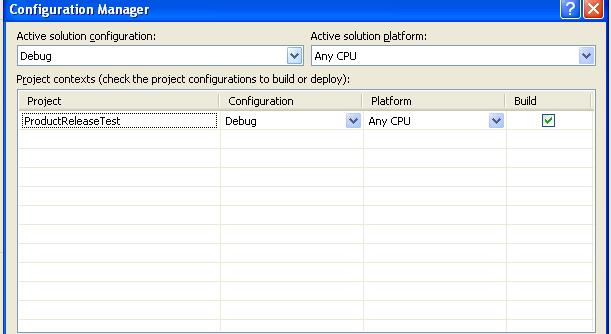 Configuration Manager
Active solution configuration: Active solution platform:
Debug Any CPU
Project contexts (check the project configurations to build or deploy):
Project Configuration Platform Build
ProductReleaseTest Debug Any CPU